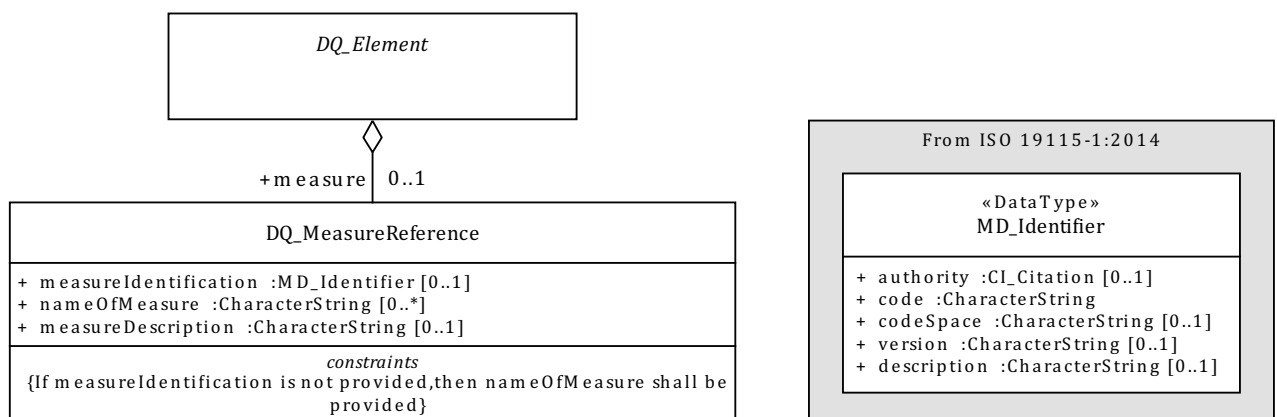 DQ_Element
+measure 0..1
DQ_MeasureReference
+ measureIdentification :MD_Identifier [0..1]
+ nameOfMeasure :CharacterString [0..*]
+ measureDescription :CharacterString [0..1]
constraints
{If measureIdentification is not provided,then nameOfMeasure shall be
provided}
From ISO 19115-1:2014
«DataType»
MD_Identifier
+ authority :CI_Citation [0..1]
+ code :CharacterString
+ codeSpace :CharacterString [0..1]
+ version :CharacterString [0..1]
+ description :CharacterString [0..1]